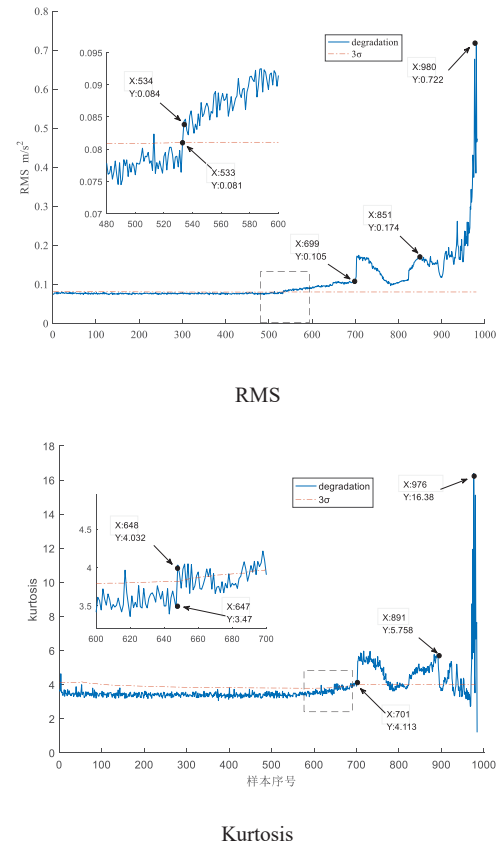 0.8
0.7
0.6
0.5
0.4
0.3
0.2
0.1
0
RMS m/s²
0 100 200 300 400 500 600 700 800 900 1000
degradation
3σ
X:980
Y:0.722
X:851
Y:0.174
X:699
Y:0.105
0.095
0.09
0.085
0.08
0.075
0.07
480 500 520 540 560 580 600
X:534
Y:0.084
X:533
Y:0.081
RMS
18
16
14
12
10
8
6
4
2
0
kurtosis
0 100 200 300 400 500 600 700 800 900 1000
样本序号
degradation
3σ
X:976
Y:16.38
X:891
Y:5.758
X:701
Y:4.113
4.5
4
3.5
600 620 640 660 680 700
X:648
Y:4.032
X:647
Y:3.47
Kurtosis